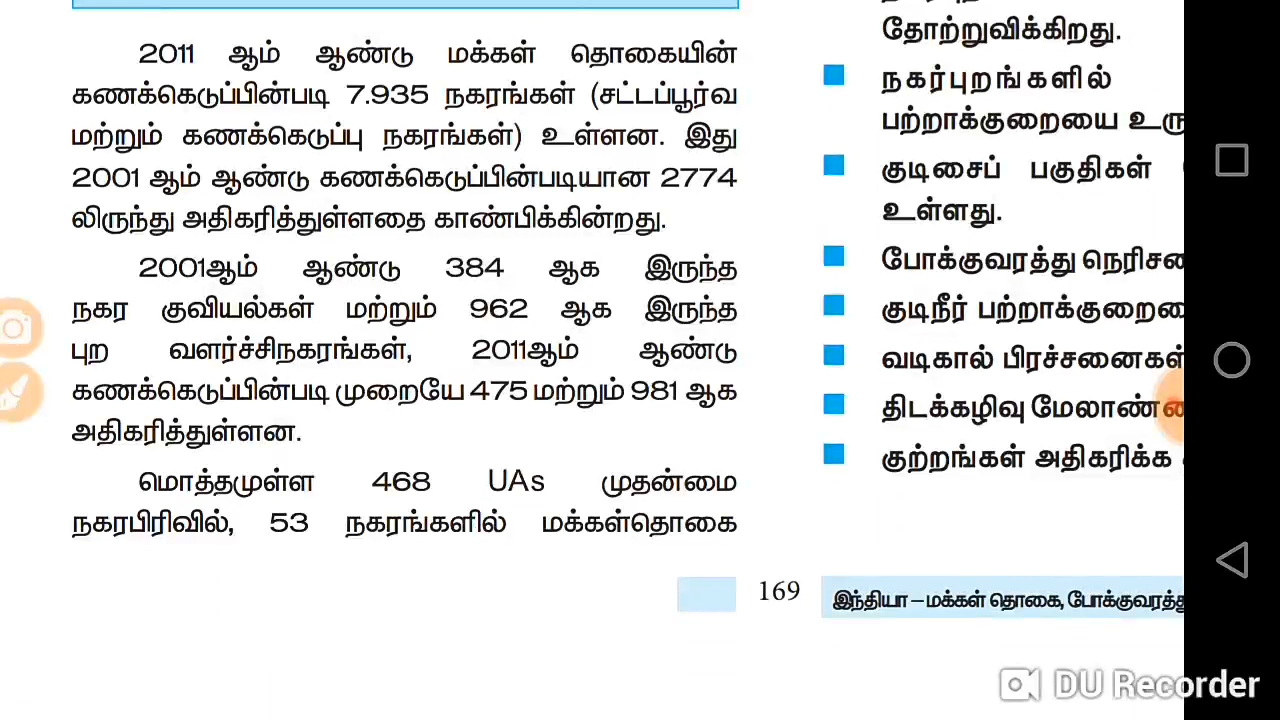 2011 ஆம் ஆண்டு மக்கள் தொகையின்
கணக்கெடுப்பின்படி 7.935 நகரங்கள் (சட்டப்பூர்வ
மற்றும் கணக்கெடுப்பு நகரங்கள்) உள்ளன. இது
2001 ஆம் ஆண்டு கணக்கெடுப்பின்படியான 2774
லிருந்து அதிகரித்துள்ளதை காண்பிக்கின்றது.
2001ஆம் ஆண்டு 384 ஆக இருந்த
நகர குவியல்கள் மற்றும் 962 ஆக இருந்த
புற வளர்ச்சிநகரங்கள், 2011ஆம் ஆண்டு
கணக்கெடுப்பின்படி முறையே 475 மற்றும் 981 ஆக
அதிகரித்துள்ளன.
மொத்தமுள்ள 468 UAs முதன்மை
நகரபிரிவில், 53 நகரங்களில் மக்கள்தொகை
தோற்றுவிக்கிறது.
நகர்புறங்களில்
பற்றாக்குறையை
குடிசைப் பகுதிகள்
உள்ளது.
போக்குவரத்து
குடிநீர்
வடிகால் பிரச்சனைகள்
திடக்கழிவு
குற்றங்கள் அதிகரிக்க
169
இந்தியா – மக்கள் தொகை,
DU Recorder